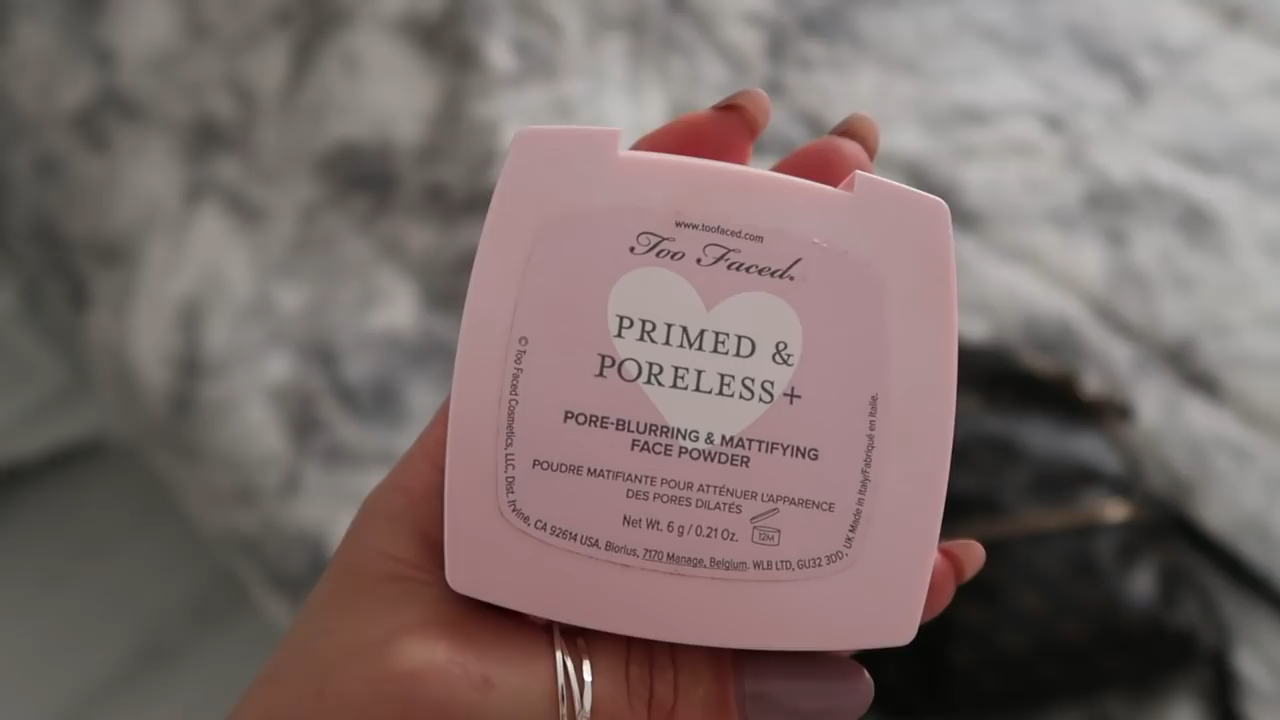 www.toofaced.com
Too Faced.
PRIMED &
PORELESS+
PORE-BLURRING & MATTIFYING
FACE POWDER
POUDRE MATIFIANTE POUR ATTÉNUER L'APPARENCE
DES PORES DILATÉS
Net Wt. 6 g / 0.21 Oz.
12M
© Too Faced Cosmetics, LLC, Dist. Irvine, CA 92614 USA. Biorius, 7170 Manage, Belgium. WLB LTD, GU32 3DD, UK Made in Italy/Fabriqué en Italie.